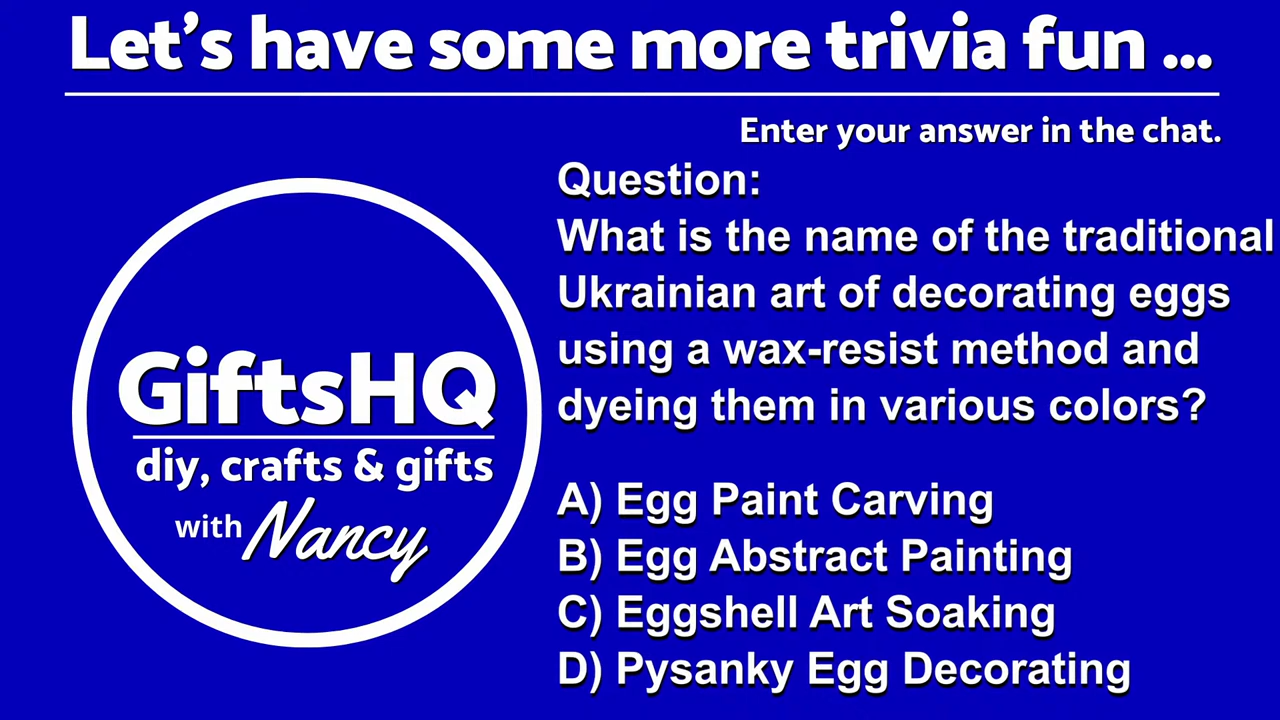 Let's have some more trivia fun ...
Enter your answer in the chat.
GiftsHQ
diy, crafts & gifts
with Nancy
Question:
What is the name of the traditional
Ukrainian art of decorating eggs
using a wax-resist method and
dyeing them in various colors?
A) Egg Paint Carving
B) Egg Abstract Painting
C) Eggshell Art Soaking
D) Pysanky Egg Decorating